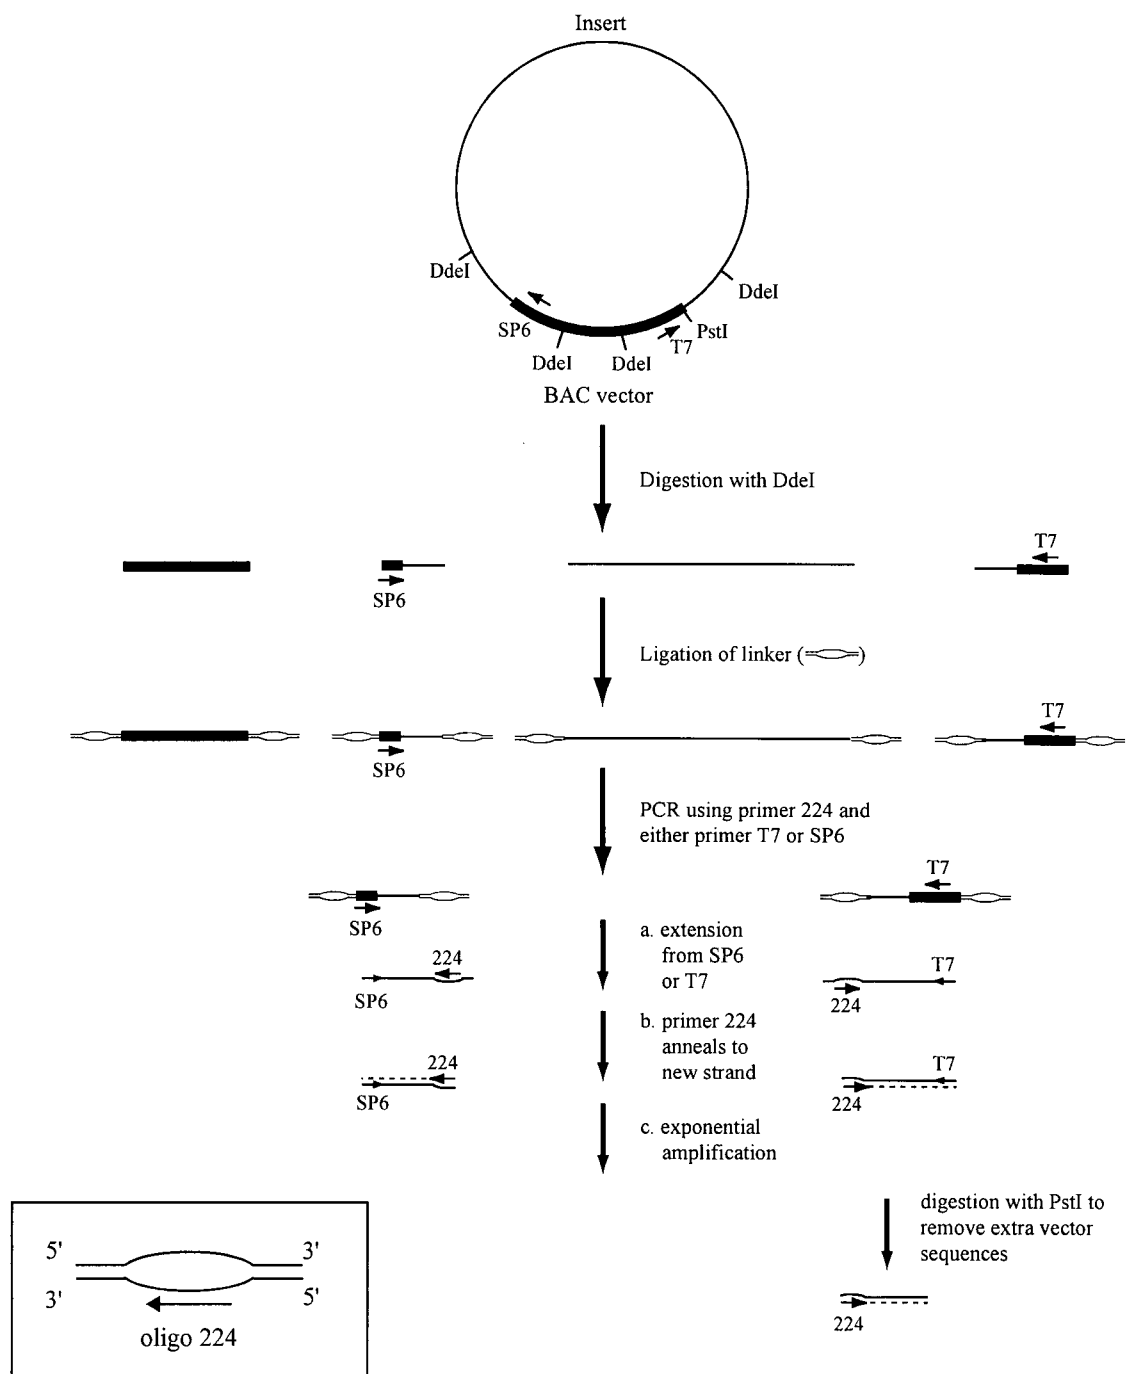 Insert
DdeI
DdeI
SP6
PstI
T7
DdeI
DdeI
BAC vector
Digestion with DdeI
T7
SP6
Ligation of linker ( )
T7
SP6
PCR using primer 224 and
either primer T7 or SP6
T7
SP6
a. extension
from SP6
or T7
224
SP6
T7
224
b. primer 224
anneals to
new strand
224
SP6
T7
224
c. exponential
amplification
digestion with PstI to
remove extra vector
sequences
224
5'
3'
3'
5'
oligo 224